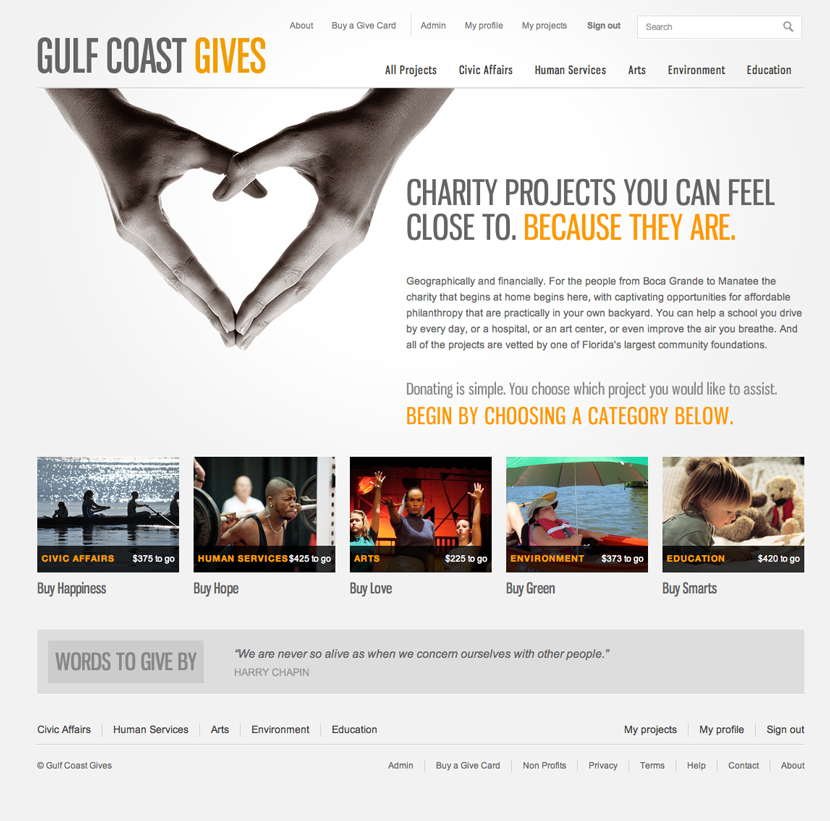 About
Buy a Give Card
Admin
My profile
My projects
Sign out
Search
GULF COAST GIVES
All Projects
Civic Affairs
Human Services
Arts
Environment
Education
CHARITY PROJECTS YOU CAN FEEL
CLOSE TO. BECAUSE THEY ARE.
Geographically and financially. For the people from Boca Grande to Manatee the
charity that begins at home begins here, with captivating opportunities for affordable
philanthropy that are practically in your own backyard. You can help a school you drive
by every day, or a hospital, or an art center, or even improve the air you breathe. And
all of the projects are vetted by one of Florida's largest community foundations.
Donating is simple. You choose which project you would like to assist.
BEGIN BY CHOOSING A CATEGORY BELOW.
CIVIC AFFAIRS $375 to go
Buy Happiness
HUMAN SERVICES $425 to go
Buy Hope
ARTS $225 to go
Buy Love
ENVIRONMENT $373 to go
Buy Green
EDUCATION $420 to go
Buy Smarts
WORDS TO GIVE BY
“We are never so alive as when we concern ourselves with other people.”
HARRY CHAPIN
Civic Affairs
Human Services
Arts
Environment
Education
My projects
My profile
Sign out
© Gulf Coast Gives
Admin
Buy a Give Card
Non Profits
Privacy
Terms
Help
Contact
About